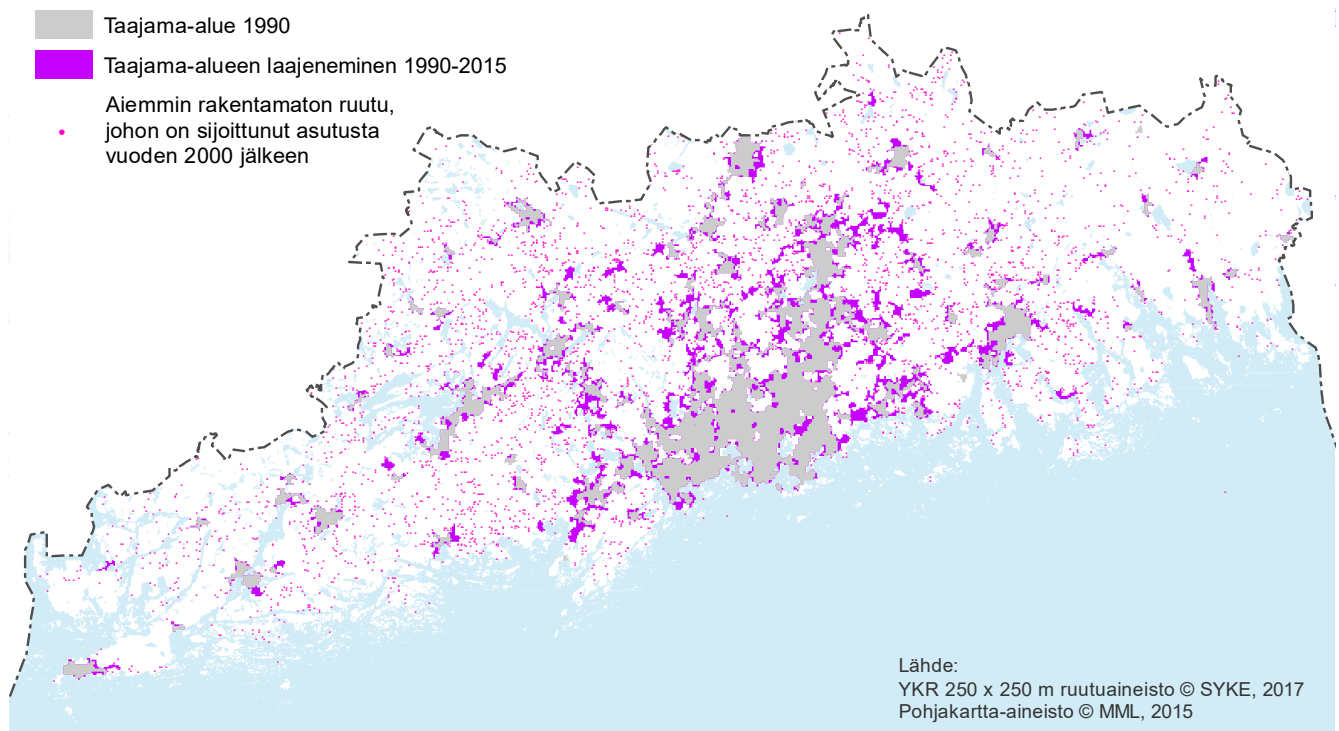 Taajama-alue 1990
Taajama-alueen laajeneminen 1990-2015
Aiemmin rakentamaton ruutu,
johon on sijoittunut asutusta
vuoden 2000 jälkeen
Lähde:
YKR 250 x 250 m ruutuaineisto © SYKE, 2017
Pohjakartta-aineisto © MML, 2015